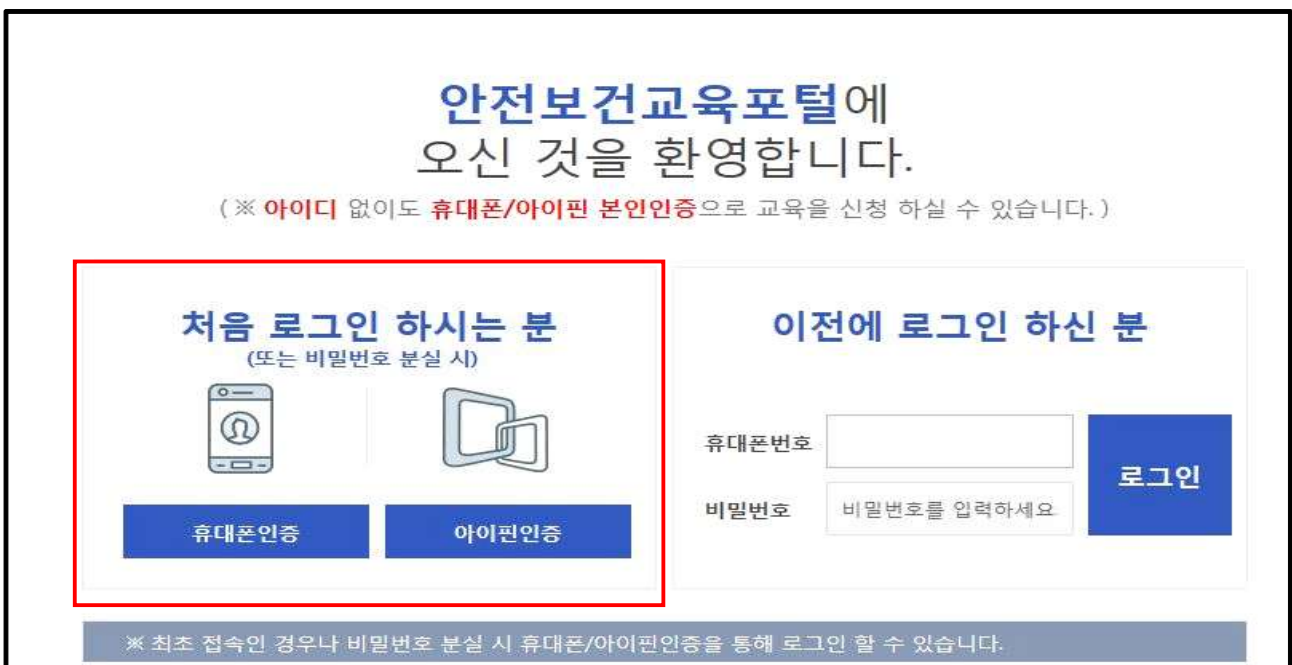 안전보건교육포털에
오신 것을 환영합니다.
(※ 아이디 없이도 휴대폰/아이핀 본인인증으로 교육을 신청 하실 수 있습니다.)
처음 로그인 하시는 분
(또는 비밀번호 분실 시)
휴대폰인증
아이핀인증
이전에 로그인 하신 분
휴대폰번호
비밀번호
비밀번호를 입력하세요
로그인
※ 최초 접속인 경우나 비밀번호 분실 시 휴대폰/아이핀인증을 통해 로그인 할 수 있습니다.